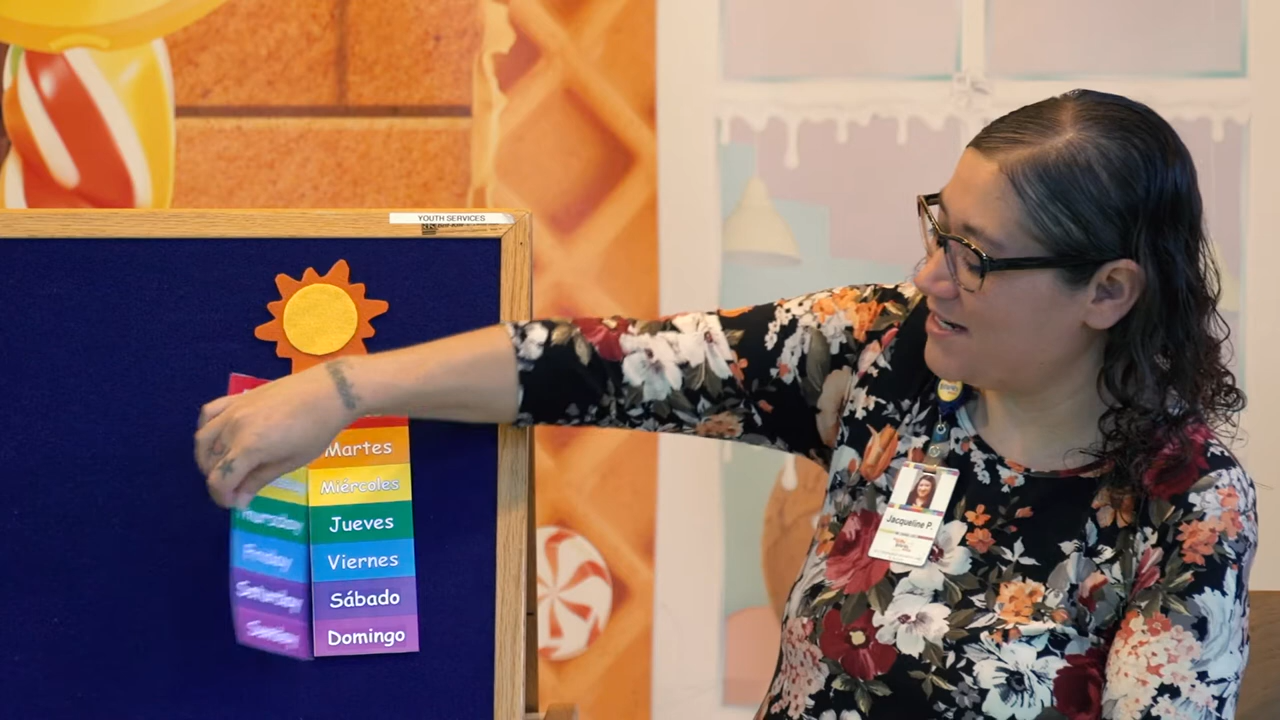 YOUTH SERVICES
Martes
Miércoles
Thursday
Jueves
Friday
Viernes
Saturday
Sábado
Sunday
Domingo
Jacqueline P.